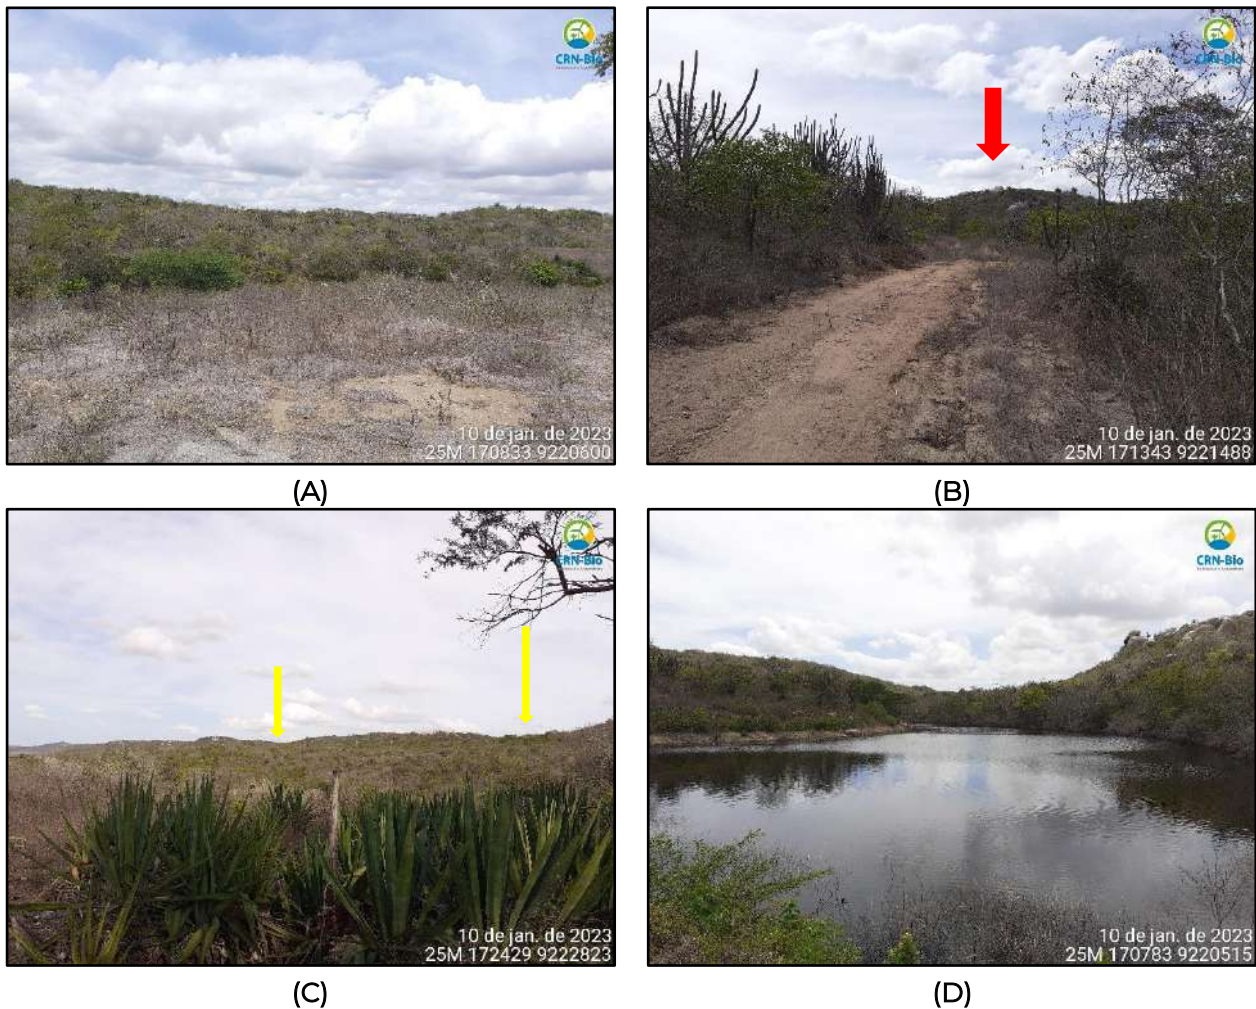 CRN-Bio
10 de jan. de 2023
25M 170833 9220600
(A)
CRN-Bio
10 de jan. de 2023
25M 171343 9221488
(B)
CRN-Bio
10 de jan. de 2023
25M 172429 9222823
(C)
CRN-Bio
10 de jan. de 2023
25M 170783 9220515
(D)